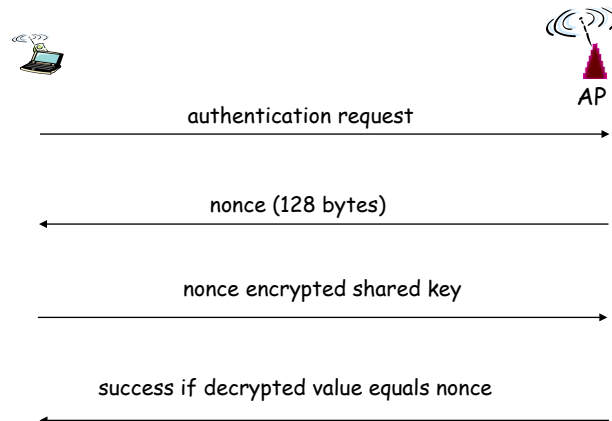 AP
authentication request
nonce (128 bytes)
nonce encrypted shared key
success if decrypted value equals nonce